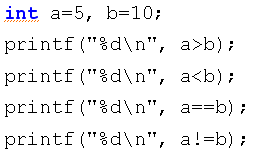 int a=5, b=10;
printf("%d\n", a>b);
printf("%d\n", a<b);
printf("%d\n", a==b);
printf("%d\n", a!=b);